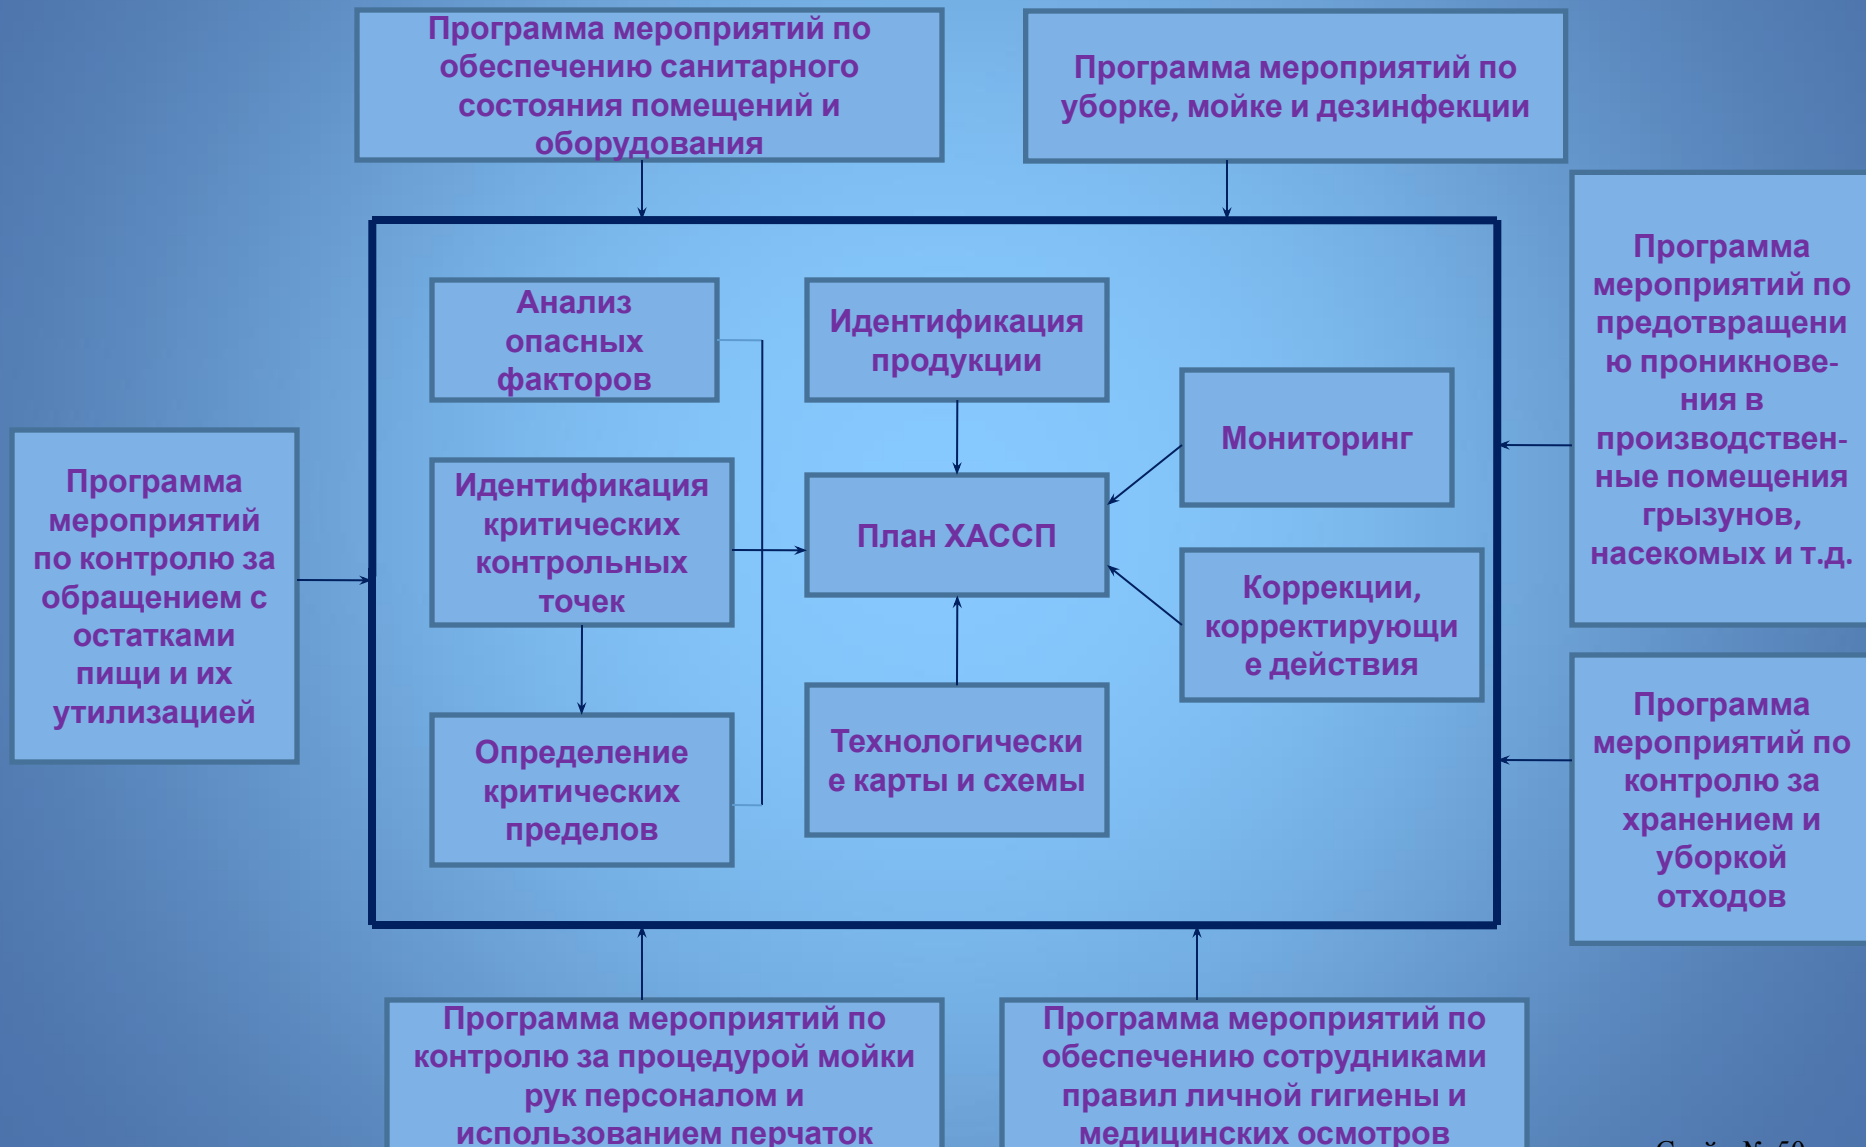 Программа мероприятий по
обеспечению санитарного
состояния помещений и
оборудования
Программа мероприятий по
уборке, мойке и дезинфекции
Программа
мероприятий по
предотвращени
ю проникнове-
ния в
производствен-
ные помещения
грызунов,
насекомых и т.д.
Анализ
опасных
факторов
Идентификация
продукции
Мониторинг
Программа
мероприятий
по контролю за
обращением с
остатками
пищи и их
утилизацией
Идентификация
критических
контрольных
точек
План ХАССП
Коррекции,
корректирующи
е действия
Определение
критических
пределов
Технологически
е карты и схемы
Программа
мероприятий по
контролю за
хранением и
уборкой
отходов
Программа мероприятий по
контролю за процедурой мойки
рук персоналом и
использованием перчаток
Программа мероприятий по
обеспечению сотрудниками
правил личной гигиены и
медицинских осмотров